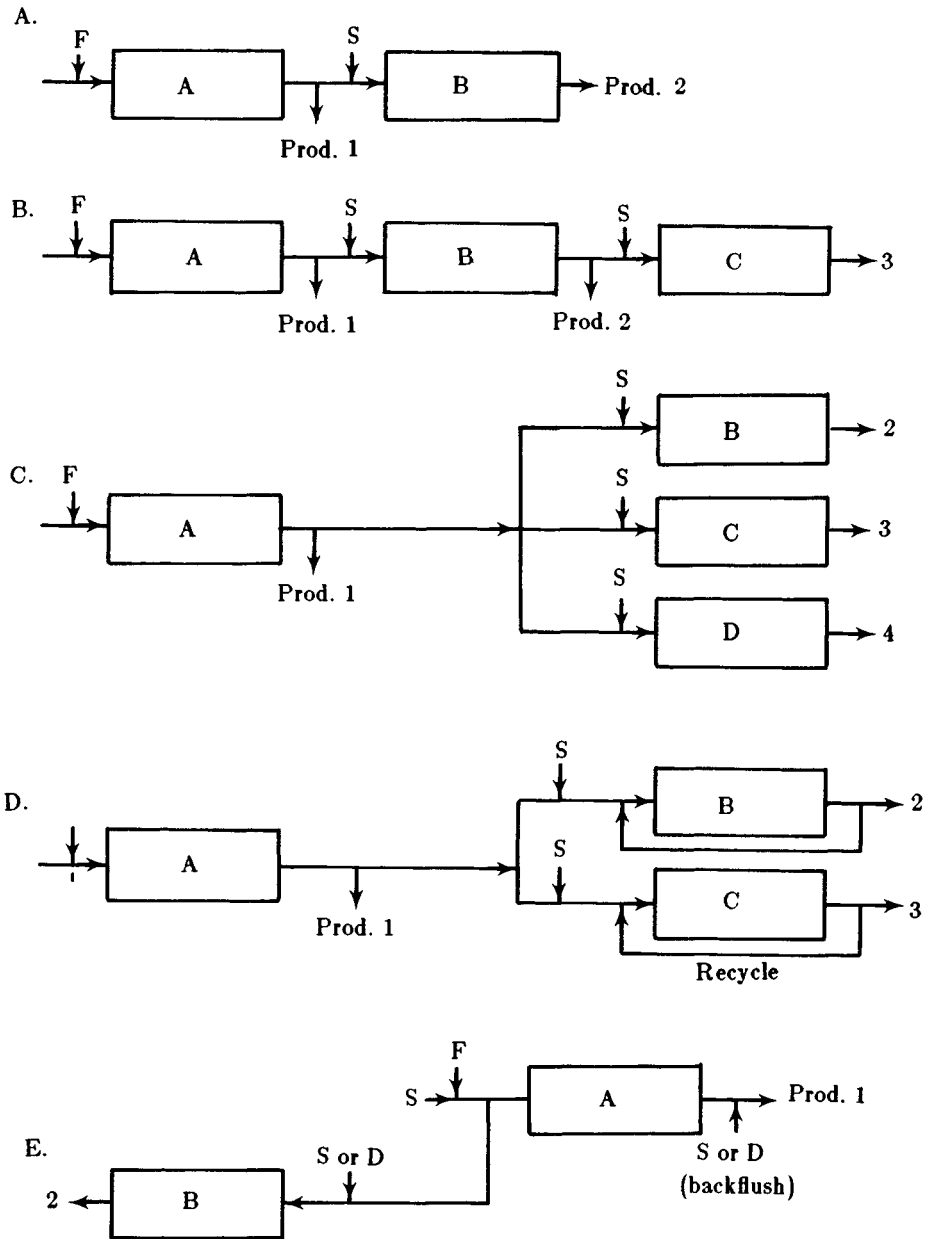 A.
F
S
A
B
Prod. 2
Prod. 1
B.
F
S
S
A
B
C
3
Prod. 1
Prod. 2
S
B
2
C.
F
S
A
C
3
Prod. 1
S
D
4
S
B
2
D.
A
S
C
3
Prod. 1
Recycle
F
S
A
Prod. 1
E.
S or D
S or D
(backflush)
2
B